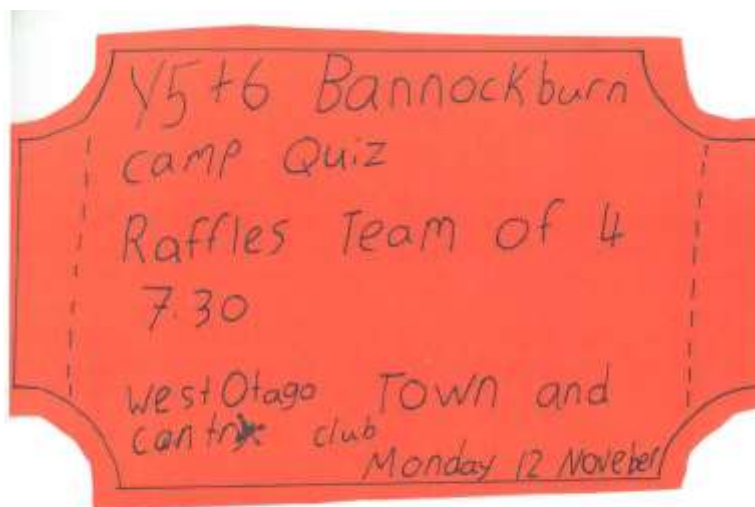 Y5+6 Bannockburn
camp Quiz
Raffles Team of 4
7.30
west Otago Town and
cantry club
Monday 12 Noveber